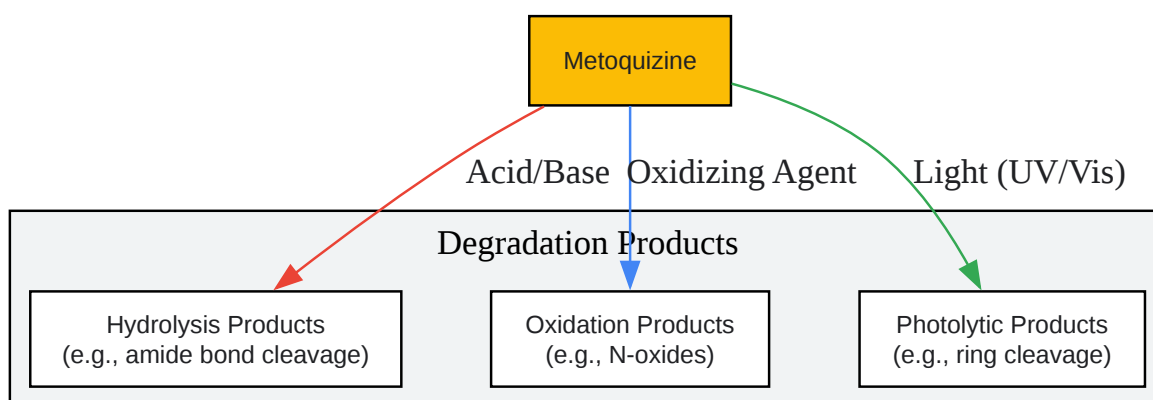 Metoquizine
Acid/Base
Oxidizing Agent
Light (UV/Vis)
Degradation Products
Hydrolysis Products
(e.g., amide bond cleavage)
Oxidation Products
(e.g., N-oxides)
Photolytic Products
(e.g., ring cleavage)